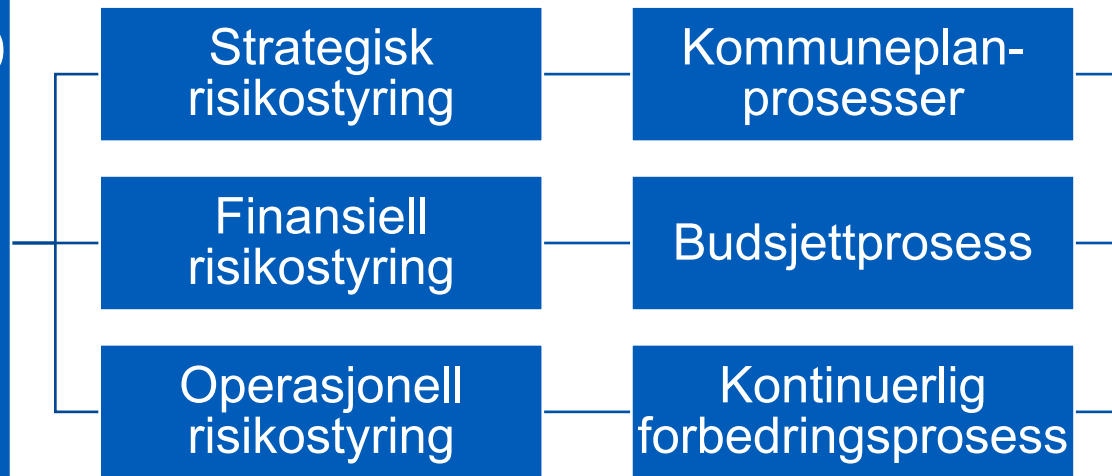 )
Strategisk
risikostyring
Kommuneplan-
prosesser
Finansiell
risikostyring
Budsjettprosess
Operasjonell
risikostyring
Kontinuerlig
forbedringsprosess